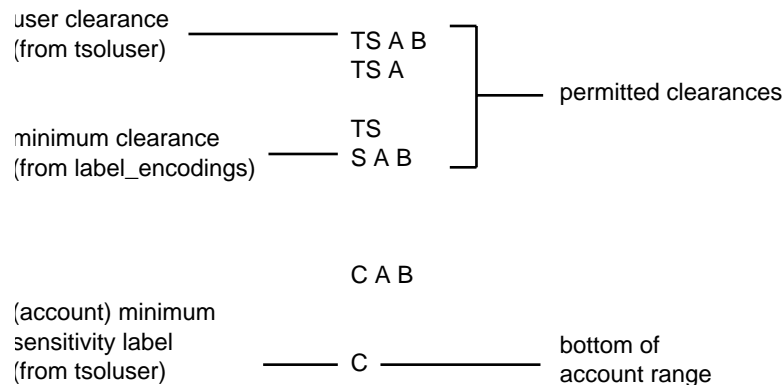 user clearance
(from tsoluser)
TS A B
TS A
permitted clearances
minimum clearance
(from label_encodings)
TS
S A B
C A B
(account) minimum
sensitivity label
(from tsoluser)
C
bottom of
account range